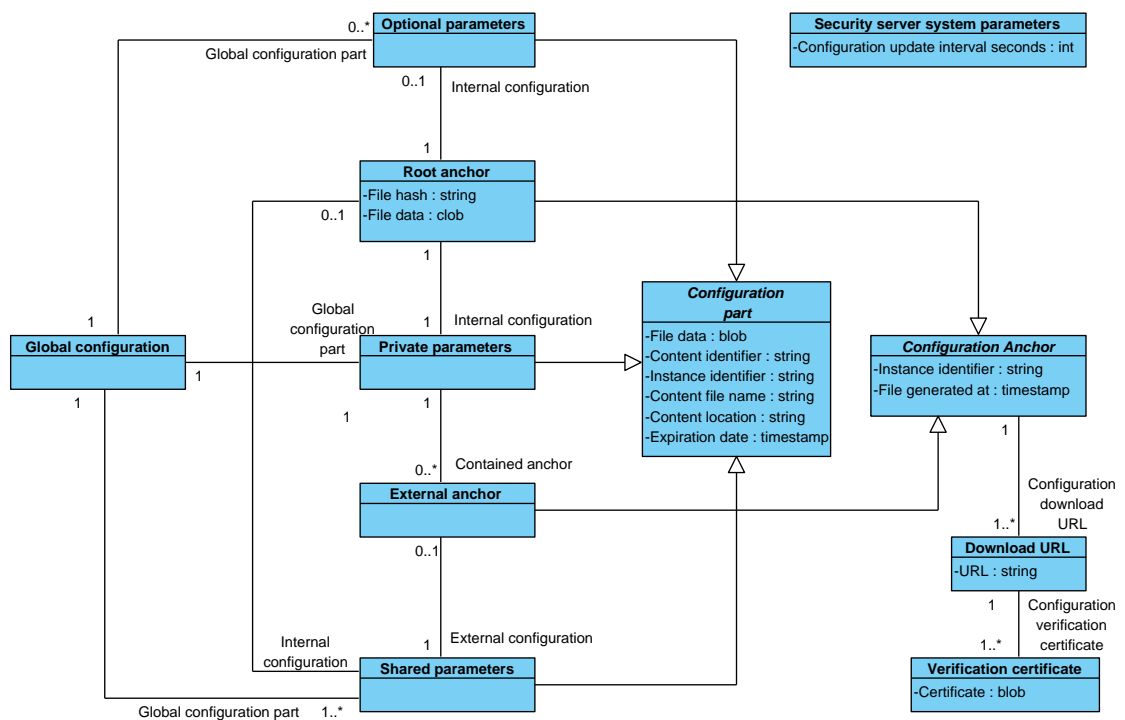 Optional parameters
0..*
Global configuration part
0..1
Internal configuration
1
Security server system parameters
-Configuration update interval seconds : int
Root anchor
-File hash : string
-File data : clob
0..1
1
Global
configuration
part
1
Internal configuration
1
Global configuration
1
1
Private parameters
1
1
Configuration
part
-File data : blob
-Content identifier : string
-Instance identifier : string
-Content file name : string
-Content location : string
-Expiration date : timestamp
Configuration Anchor
-Instance identifier : string
-File generated at : timestamp
1
0..*
Contained anchor
External anchor
0..1
Configuration
download
URL
1..*
Download URL
-URL : string
1
Configuration
verification
certificate
1..*
Verification certificate
-Certificate : blob
1
External configuration
Internal
configuration
Shared parameters
Global configuration part
1..*